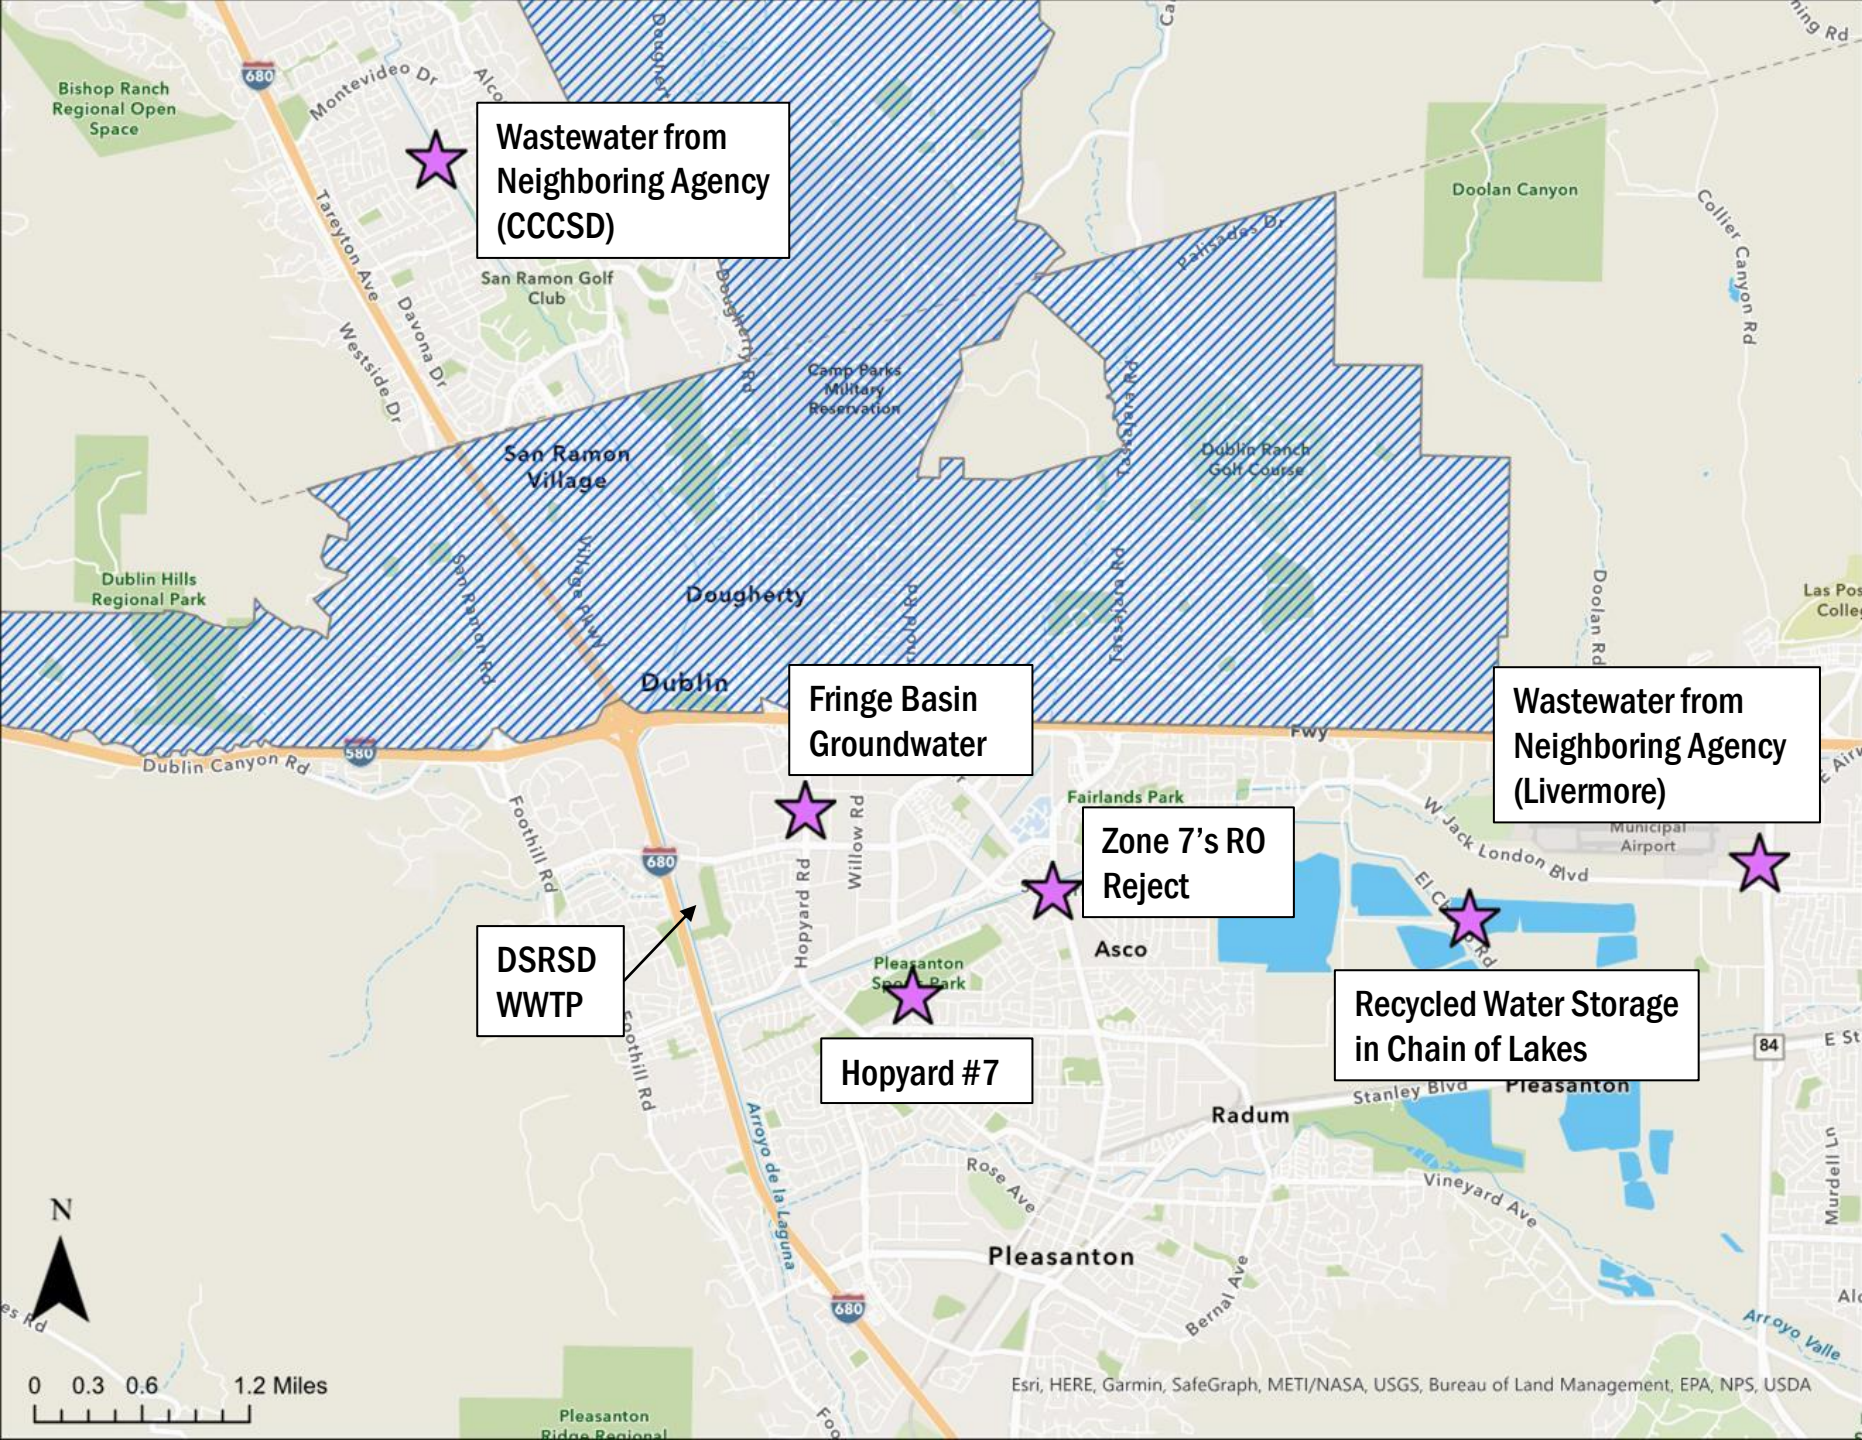 680
Montevideo Dr
Bishop Ranch
Regional Open
Space
Wastewater from
Neighboring Agency
(CCCSD)
Tareyton Ave
San Ramon Golf
Club
Davona Dr
Westside Dr
Dougherty Rd
Camp Parks
Military
Reservation
Palisades Dr
Tassajara Rd
Doolan Canyon
Collier Canyon Rd
San Ramon
Village
Dublin Ranch
Golf Course
Dublin Hills
Regional Park
San Ramon Rd
Village Pkwy
Dougherty
Tassajara Rd
Doolan Rd
Dublin
Fringe Basin
Groundwater
Fwy
Wastewater from
Neighboring Agency
(Livermore)
580
Dublin Canyon Rd
Fairlands Park
Municipal
Airport
Foothill Rd
680
Hopyard Rd
Willow Rd
Zone 7’s RO
Reject
W Jack London Blvd
DSRSD
WWTP
Pleasanton
Asco
Recycled Water Storage
in Chain of Lakes
Hopyard #7
Foothill Rd
84
E St
Stanley Blvd
Pleasanton
Radum
Arroyo de la Laguna
Rose Ave
Vineyard Ave
Murdell Ln
Pleasanton
Bernal Ave
680
Arroyo Valle
N
es Rd
0 0.3 0.6 1.2 Miles
Esri, HERE, Garmin, SafeGraph, METI/NASA, USGS, Bureau of Land Management, EPA, NPS, USDA
Pleasanton
Ridge Regional